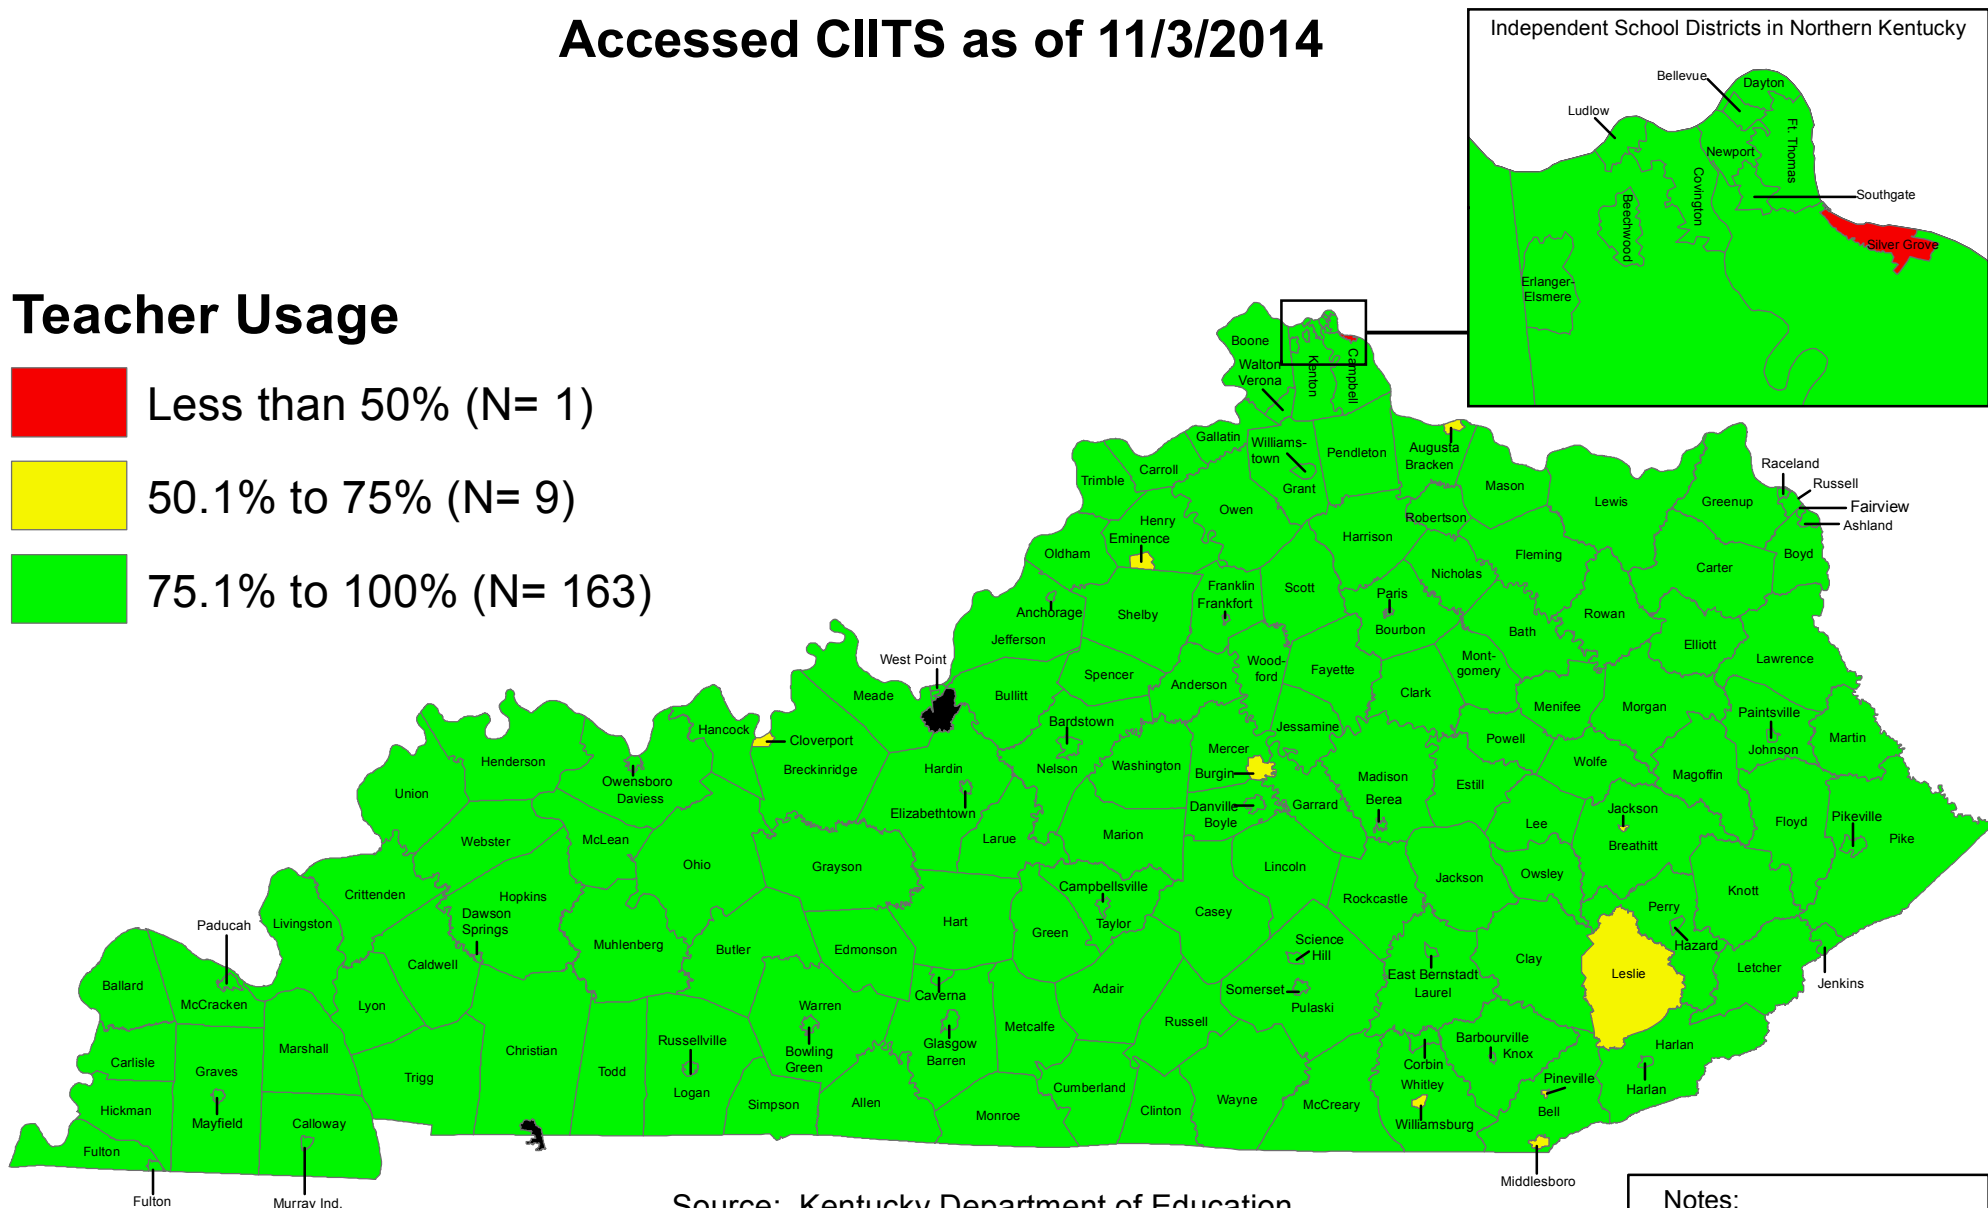 Accessed CIITS as of 11/3/2014
Independent School Districts in Northern Kentucky
Bellevue
Dayton
Ludlow
Ft. Thomas
Newport
Covington
Southgate
Beechwood
Silver Grove
Erlanger-
Elsmere
Teacher Usage
Less than 50% (N= 1)
50.1% to 75% (N= 9)
75.1% to 100% (N= 163)
Boone
Walton
Verona
Kenton
Campbell
Gallatin
Williams-
town
Pendleton
Augusta
Bracken
Carroll
Trimble
Grant
Mason
Lewis
Greenup
Raceland
Russell
Fairview
Ashland
Henry
Eminence
Owen
Robertson
Harrison
Oldham
Fleming
Boyd
Carter
Nicholas
Franklin
Frankfort
Scott
Paris
Bourbon
Anchorage
Shelby
Rowan
Jefferson
Bath
Elliott
Lawrence
West Point
Wood-
ford
Fayette
Mont-
gomery
Spencer
Anderson
Meade
Bullitt
Clark
Menifee
Morgan
Paintsville
Johnson
Martin
Hancock
Cloverport
Bardstown
Jessamine
Powell
Mercer
Henderson
Breckinridge
Hardin
Nelson
Washington
Burgin
Madison
Wolfe
Magoffin
Owensboro
Daviess
Union
Elizabethtown
Danville
Boyle
Garrard
Berea
Estill
Jackson
Breathitt
Lee
Floyd
Pikeville
Pike
Webster
McLean
Ohio
Grayson
Larue
Marion
Lincoln
Crittenden
Hopkins
Campbellsville
Taylor
Rockcastle
Jackson
Owsley
Knott
Dawson
Springs
Livingston
Paducah
Muhlenberg
Butler
Edmonson
Hart
Green
Casey
Science
Hill
Perry
Hazard
Clay
Leslie
Letcher
Jenkins
Caldwell
East Bernstadt
Laurel
Ballard
McCracken
Lyon
Caverna
Adair
Somerset
Pulaski
Warren
Bowling
Green
Metcalfe
Russell
Glasgow
Barren
Russellville
Logan
Marshall
Christian
Todd
Trigg
Carlisle
Graves
Mayfield
Barbourville
Knox
Corbin
Whitley
Harlan
Harlan
Pineville
Bell
Hickman
Calloway
Simpson
Allen
Monroe
Cumberland
Clinton
Wayne
McCreary
Williamsburg
Fulton
Fulton
Murray Ind.
Middlesboro
Source: Kentucky Department of Education
Notes: